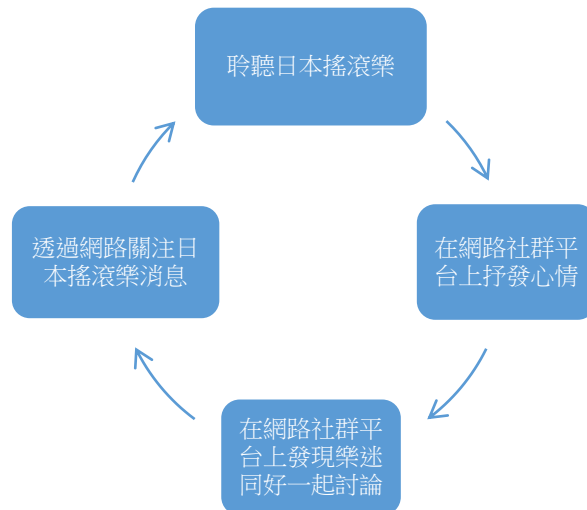 聆聽日本搖滾樂
在網路社群平
台上抒發心情
在網路社群平
台上發現樂迷
同好一起討論
透過網路關注日
本搖滾樂消息